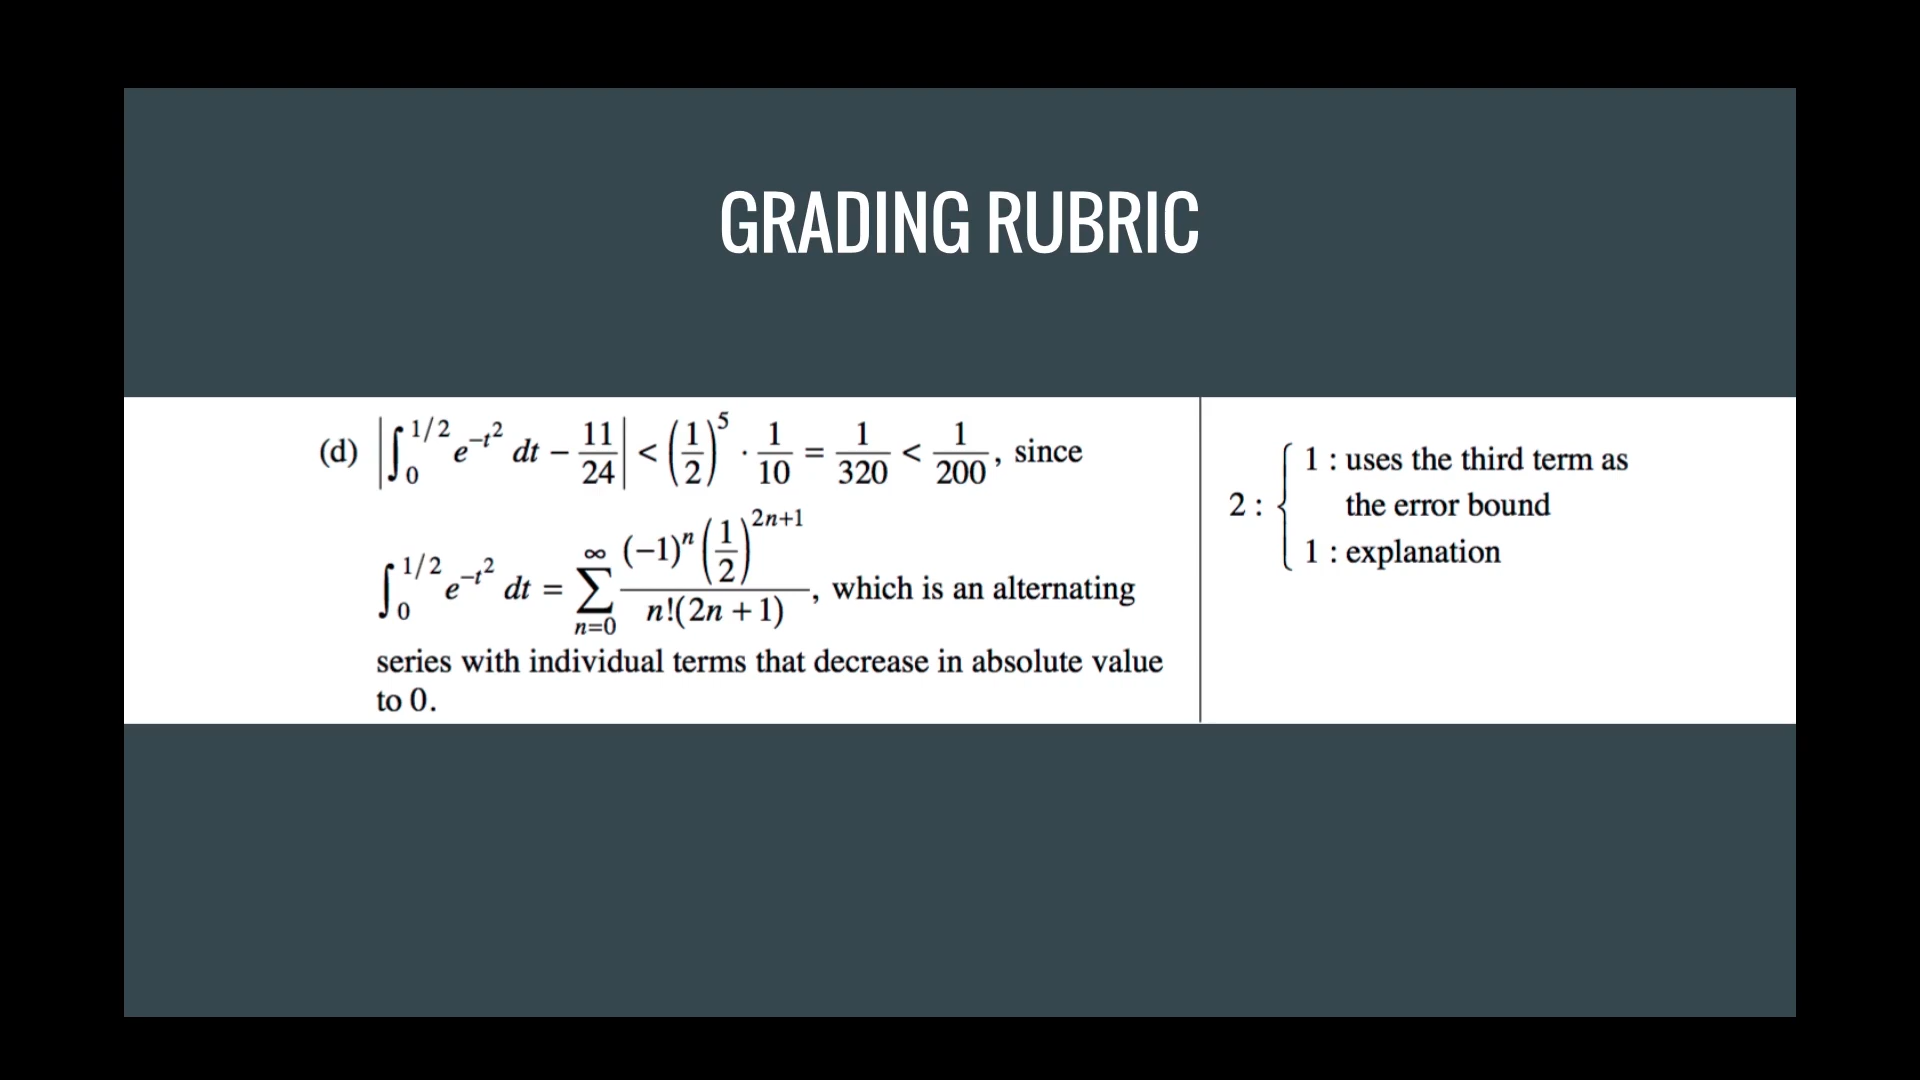 GRADING RUBRIC
(d) |∫₀^{1/2} e^{−t²} dt − 11/24| < (1/2)⁵ · 1/10 = 1/320 < 1/200, since
∫₀^{1/2} e^{−t²} dt = ∑_{n=0}^{∞} (−1)ⁿ(1/2)^{2n+1} / n!(2n + 1), which is an alternating
series with individual terms that decrease in absolute value
to 0.
2 : { 1 : uses the third term as
the error bound
1 : explanation